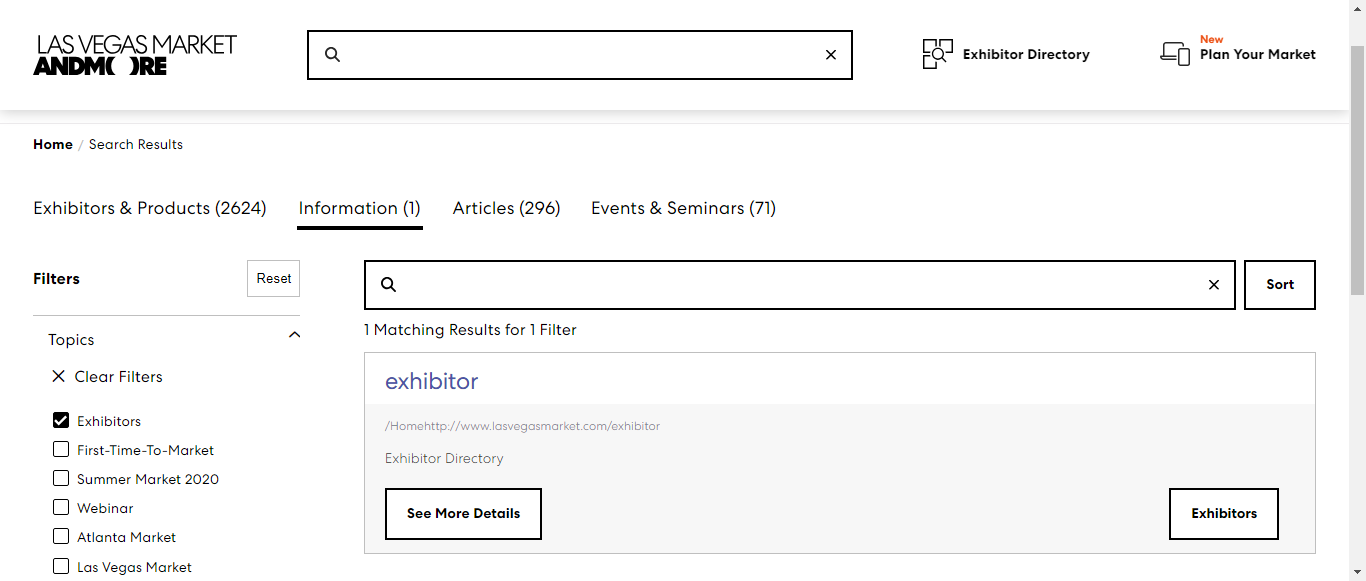 LAS VEGAS MARKET
ANDMORE
Exhibitor Directory
New
Plan Your Market
Home / Search Results
Exhibitors & Products (2624)
Information (1)
Articles (296)
Events & Seminars (71)
Filters
Reset
Topics
Clear Filters
Exhibitors
First-Time-To-Market
Summer Market 2020
Webinar
Atlanta Market
Las Vegas Market
Sort
1 Matching Results for 1 Filter
exhibitor
/Homehttp://www.lasvegasmarket.com/exhibitor
Exhibitor Directory
See More Details
Exhibitors